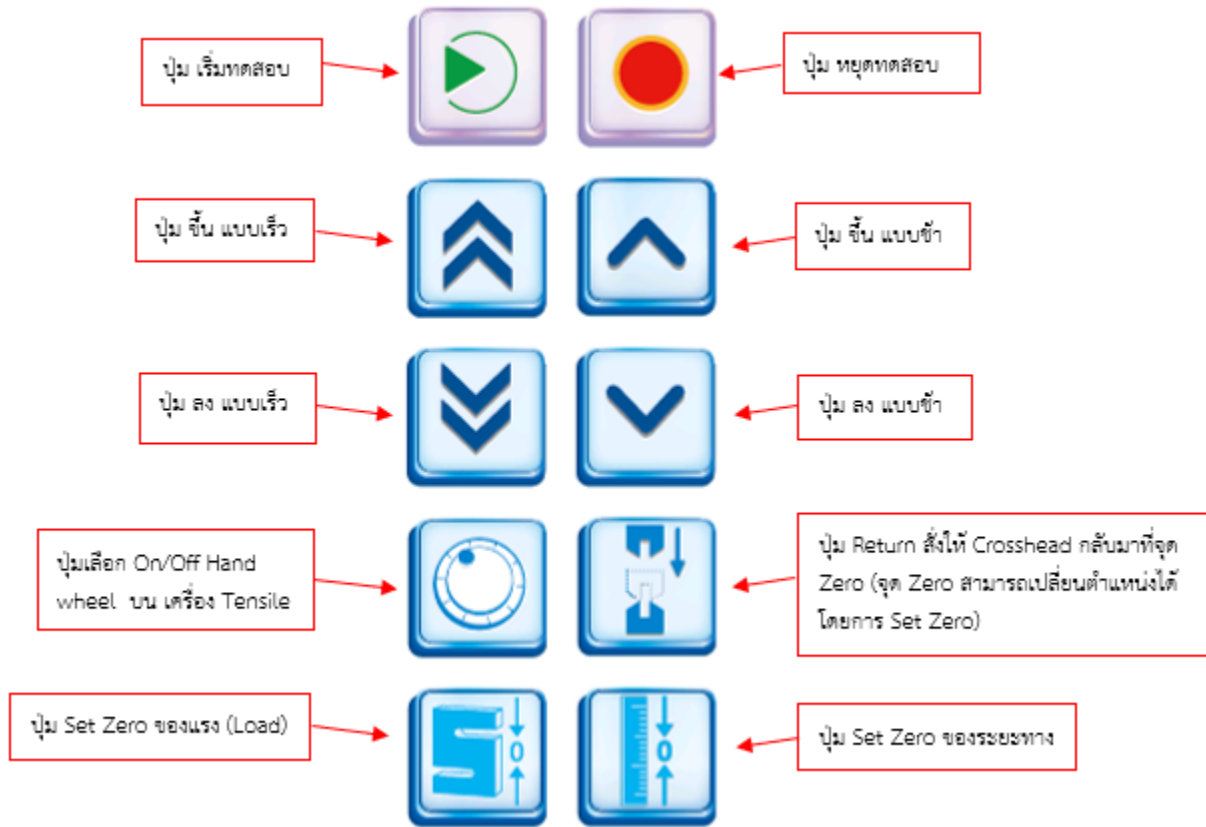 ปุ่ม เริ่มทดสอบ
ปุ่ม หยุดทดสอบ
ปุ่ม ขึ้น แบบเร็ว
ปุ่ม ขึ้น แบบช้า
ปุ่ม ลง แบบเร็ว
ปุ่ม ลง แบบช้า
ปุ่มเลือก On/Off Hand
wheel บน เครื่อง Tensile
ปุ่ม Return สั่งให้ Crosshead กลับมาที่จุด
Zero (จุด Zero สามารถเปลี่ยนตำแหน่งได้
โดยการ Set Zero)
ปุ่ม Set Zero ของแรง (Load)
0
0
ปุ่ม Set Zero ของระยะทาง